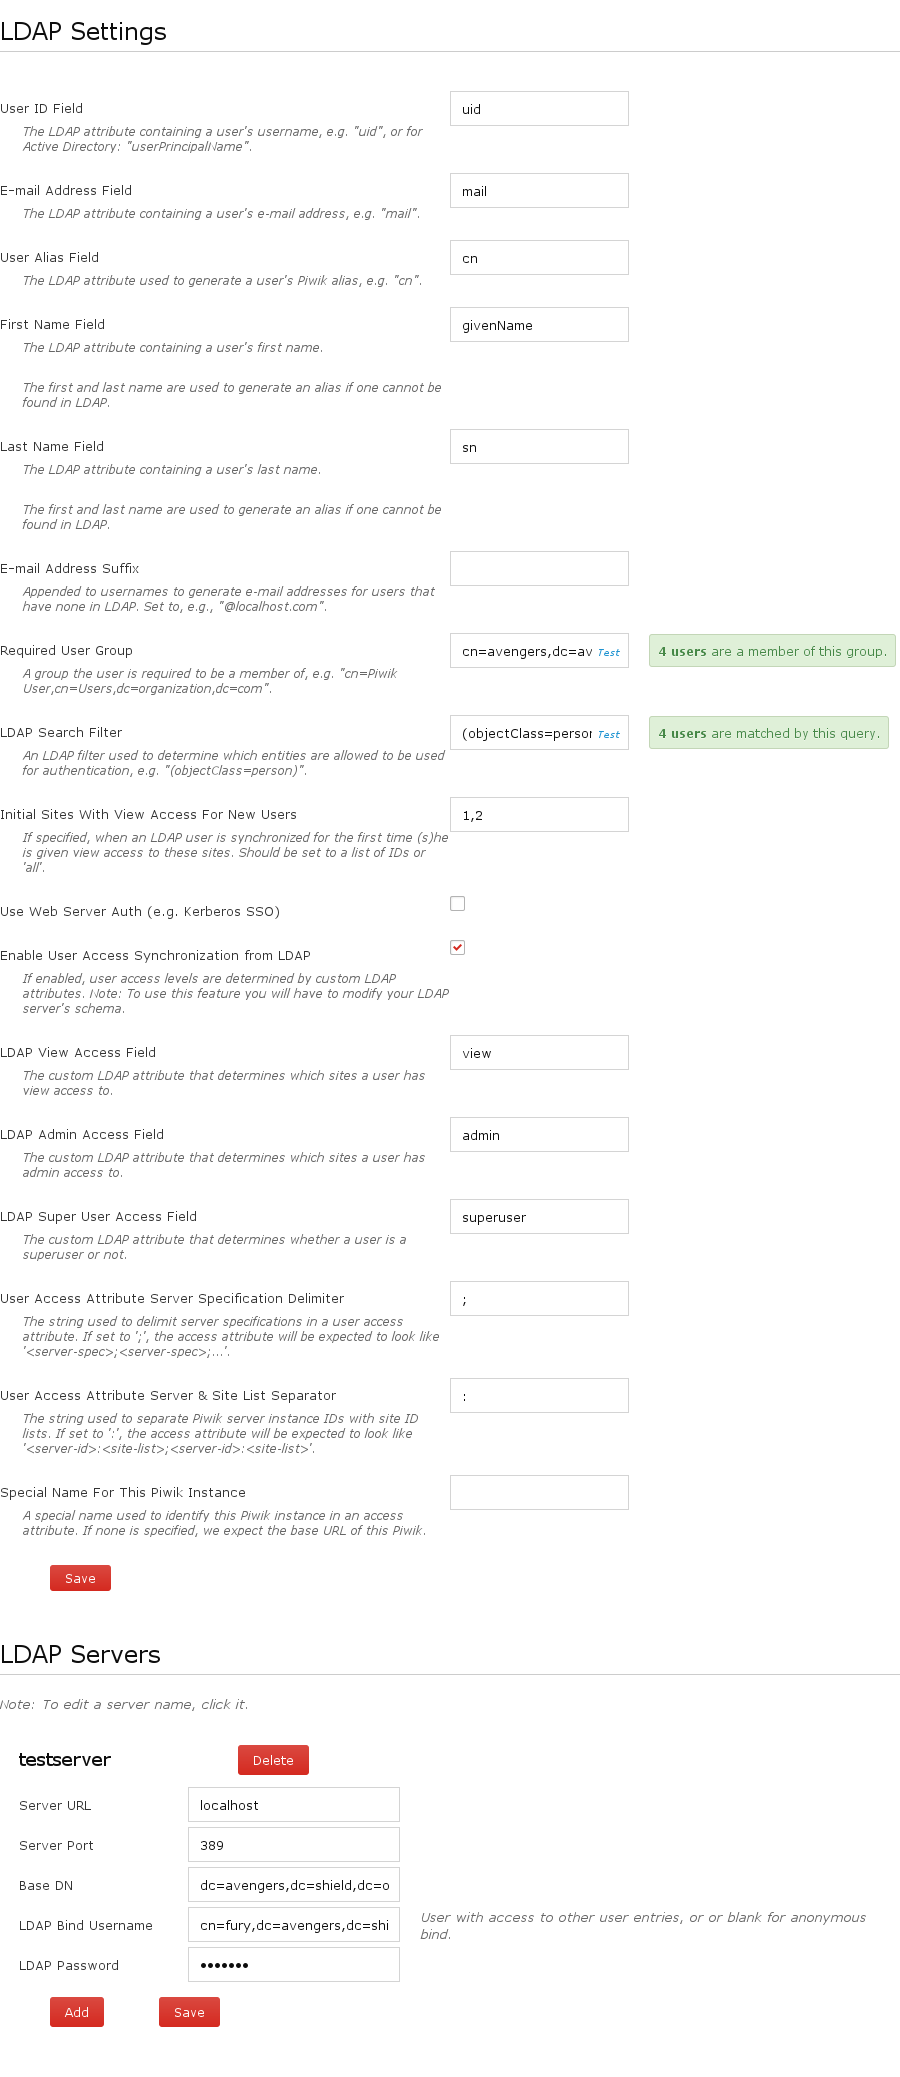 LDAP Settings
User ID Field
uid
The LDAP attribute containing a user's username, e.g. "uid", or for
Active Directory: "userPrincipalName".
E-mail Address Field
mail
The LDAP attribute containing a user's e-mail address, e.g. "mail".
User Alias Field
cn
The LDAP attribute used to generate a user's Piwik alias, e.g. "cn".
First Name Field
givenName
The LDAP attribute containing a user's first name.
The first and last name are used to generate an alias if one cannot be
found in LDAP.
Last Name Field
sn
The LDAP attribute containing a user's last name.
The first and last name are used to generate an alias if one cannot be
found in LDAP.
E-mail Address Suffix
Appended to usernames to generate e-mail addresses for users that
have none in LDAP. Set to, e.g., "@localhost.com".
Required User Group
cn=avengers,dc=av Test
4 users are a member of this group.
A group the user is required to be a member of, e.g. "cn=Piwik
User,cn=Users,dc=organization,dc=com".
LDAP Search Filter
(objectClass=person Test
4 users are matched by this query.
An LDAP filter used to determine which entities are allowed to be used
for authentication, e.g. "(objectClass=person)".
Initial Sites With View Access For New Users
1,2
If specified, when an LDAP user is synchronized for the first time (s)he
is given view access to these sites. Should be set to a list of IDs or
'all'.
Use Web Server Auth (e.g. Kerberos SSO)
Enable User Access Synchronization from LDAP
If enabled, user access levels are determined by custom LDAP
attributes. Note: To use this feature you will have to modify your LDAP
server's schema.
LDAP View Access Field
view
The custom LDAP attribute that determines which sites a user has
view access to.
LDAP Admin Access Field
admin
The custom LDAP attribute that determines which sites a user has
admin access to.
LDAP Super User Access Field
superuser
The custom LDAP attribute that determines whether a user is a
superuser or not.
User Access Attribute Server Specification Delimiter
;
The string used to delimit server specifications in a user access
attribute. If set to ';', the access attribute will be expected to look like
'<server-spec>;<server-spec>;...'.
User Access Attribute Server & Site List Separator
:
The string used to separate Piwik server instance IDs with site ID
lists. If set to ':', the access attribute will be expected to look like
'<server-id>:<site-list>;<server-id>:<site-list>'.
Special Name For This Piwik Instance
A special name used to identify this Piwik instance in an access
attribute. If none is specified, we expect the base URL of this Piwik.
Save
LDAP Servers
Note: To edit a server name, click it.
testserver
Delete
Server URL
localhost
Server Port
389
Base DN
dc=avengers,dc=shield,dc=o
LDAP Bind Username
cn=fury,dc=avengers,dc=shi
User with access to other user entries, or or blank for anonymous
bind.
LDAP Password
•••••••
Add
Save